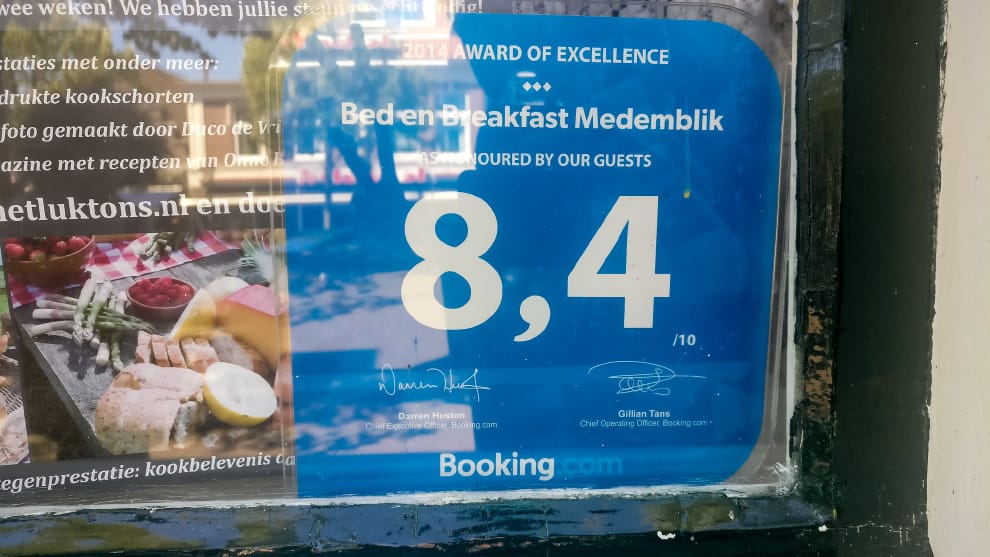 wee weken! We hebben jullie steun
staties met onder meer:
drukte kookschorten
foto gemaakt door Duco de Vri
azine met recepten van Onno
netluktons.nl en doe
egenprestatie: kookbelevenis
2014 AWARD OF EXCELLENCE
Bed en Breakfast Medemblik
AS HONOURED BY OUR GUESTS
8,4
/10
Darren Huston
Chief Executive Officer, Booking.com
Gillian Tans
Chief Operating Officer, Booking.com
Booking.com